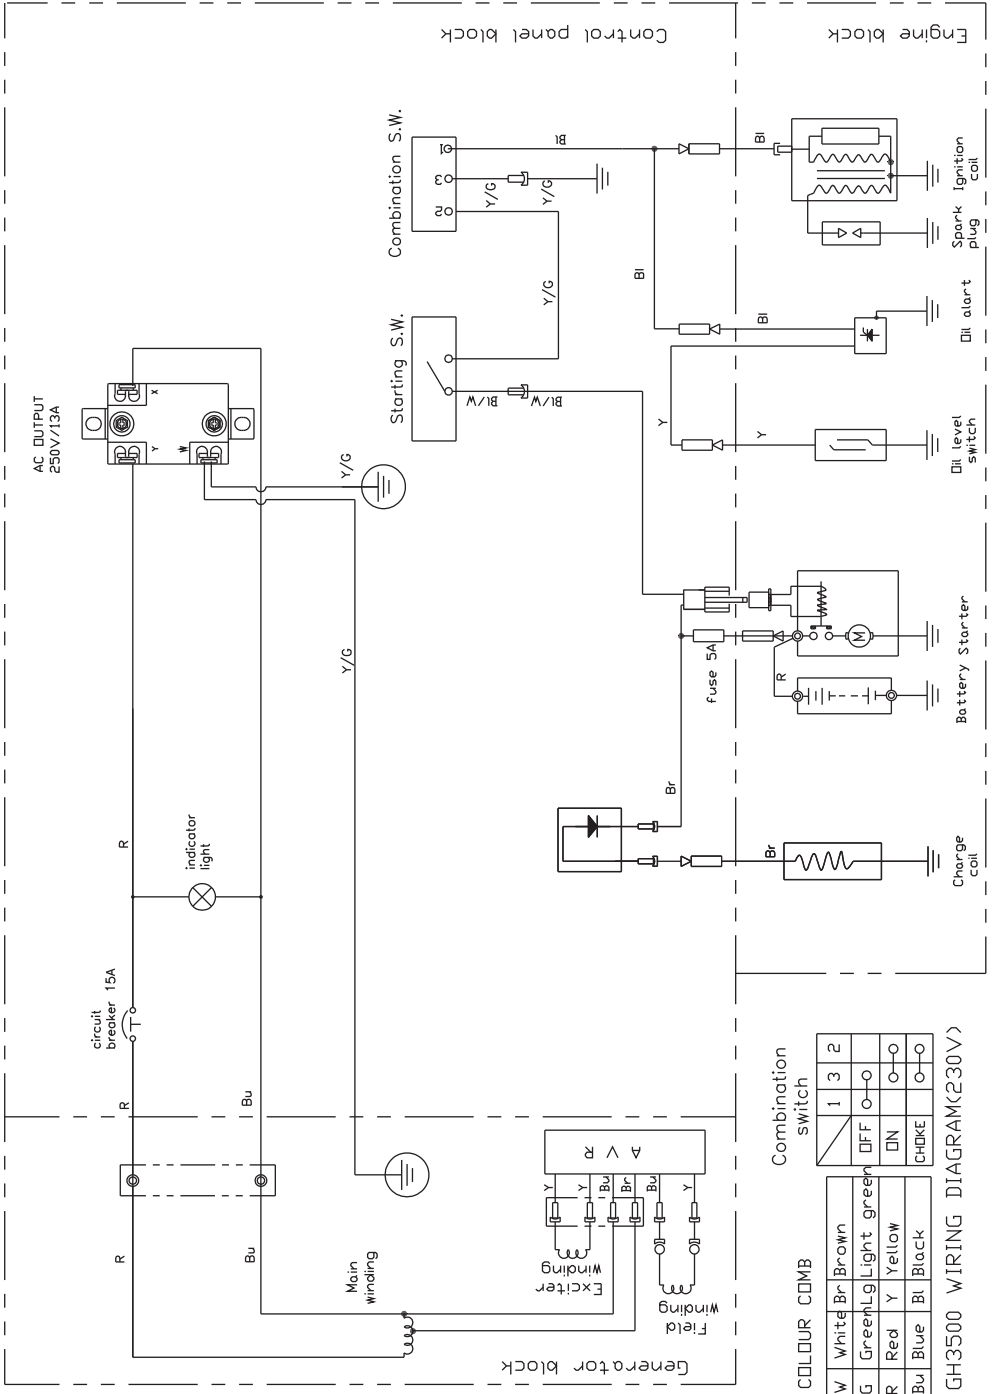 Control panel block
Engine block
Combination S.W.
1
3
2
Bl
Y/G
Y/G
Bl
Ignition
coil
Spark
plug
Y/G
Bl
Bl
Oil alart
Starting S.W.
Bl/W
Bl/W
Y
Y
Oil level
switch
AC OUTPUT
250V/13A
X
Y
W
Y/G
Y/G
fuse 5A
M
R
Battery
Starter
Br
Br
Charge
coil
R
indicator
light
circuit
breaker 15A
R
Bu
R
Bu
Main
winding
A V R
Y
Y
Bu
Br
Bu
Y
Exciter
winding
Field
winding
Generator block
Combination
switch
1 3 2
OFF
ON
CHOKE
COLOUR COMB
W White Br Brown
G Green Lg Light green
R Red Y Yellow
Bu Blue Bl Black
GH3500 WIRING DIAGRAM(230V)